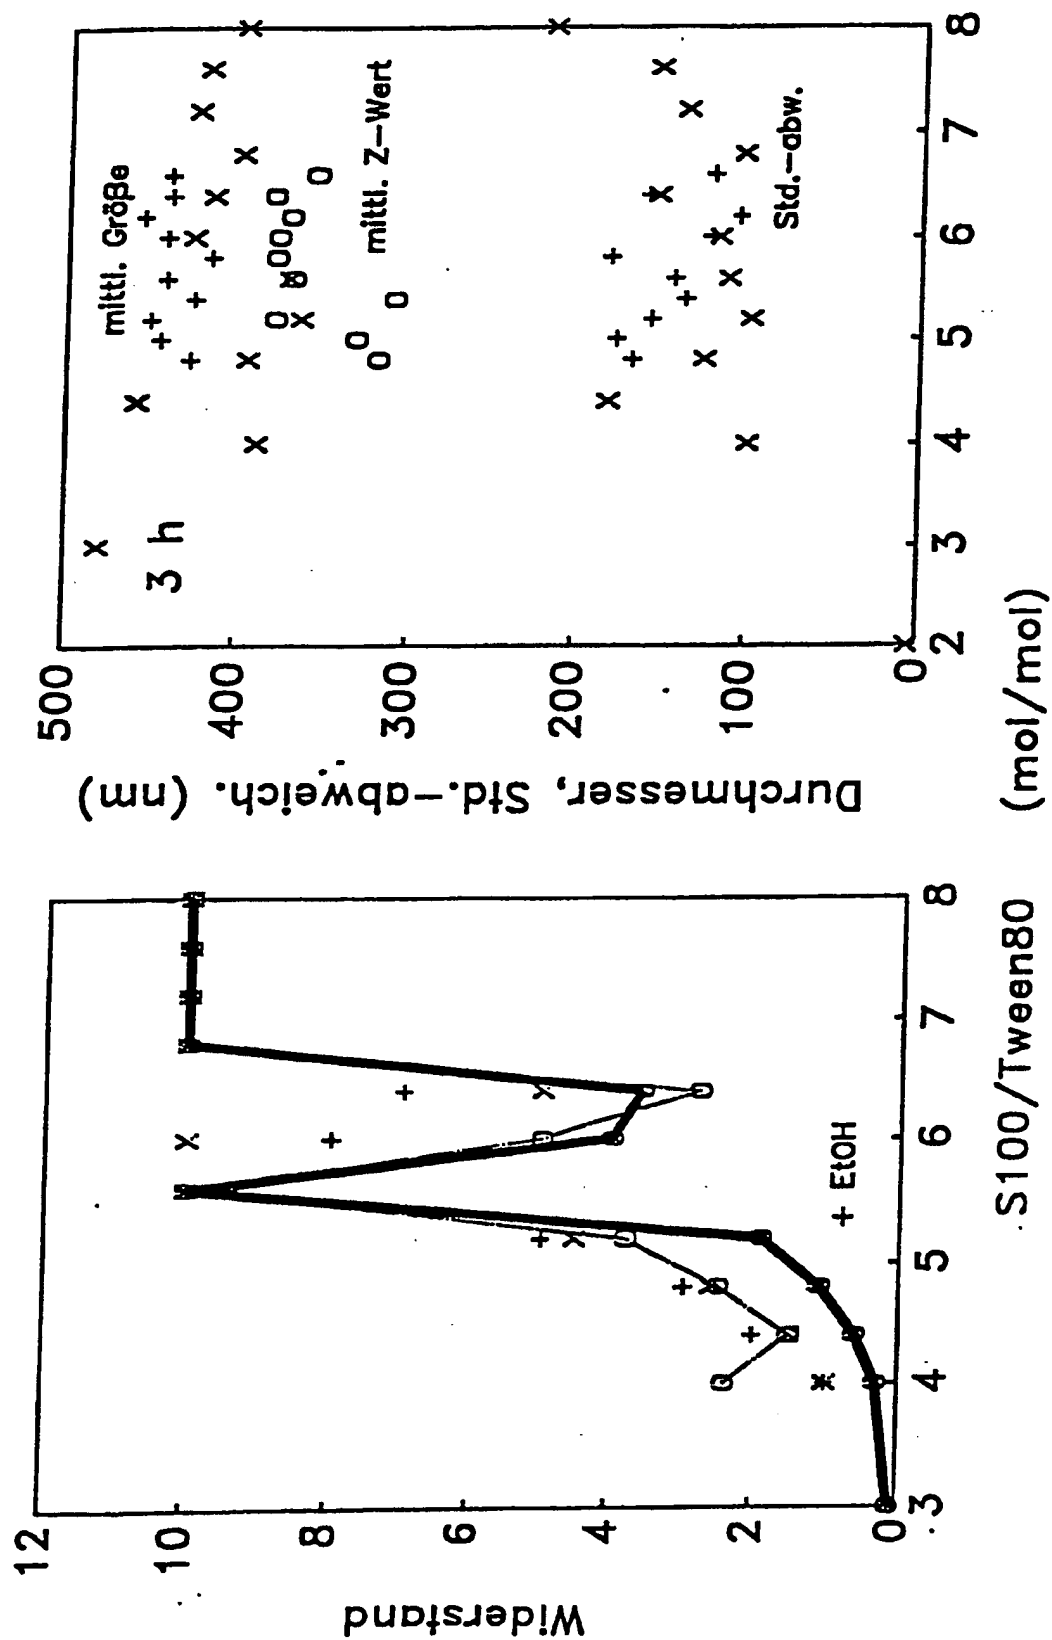 Widerstand
12
10
8
6
4
2
0
3
4
5
6
7
8
+ EtOH
S100/Tween80
(mol/mol)
Durchmesser, Std.-abweich. (nm)
500
400
300
200
100
0
2
3
4
5
6
7
8
3 h
mittl. Größe
mittl. Z-Wert
Std.-abw.